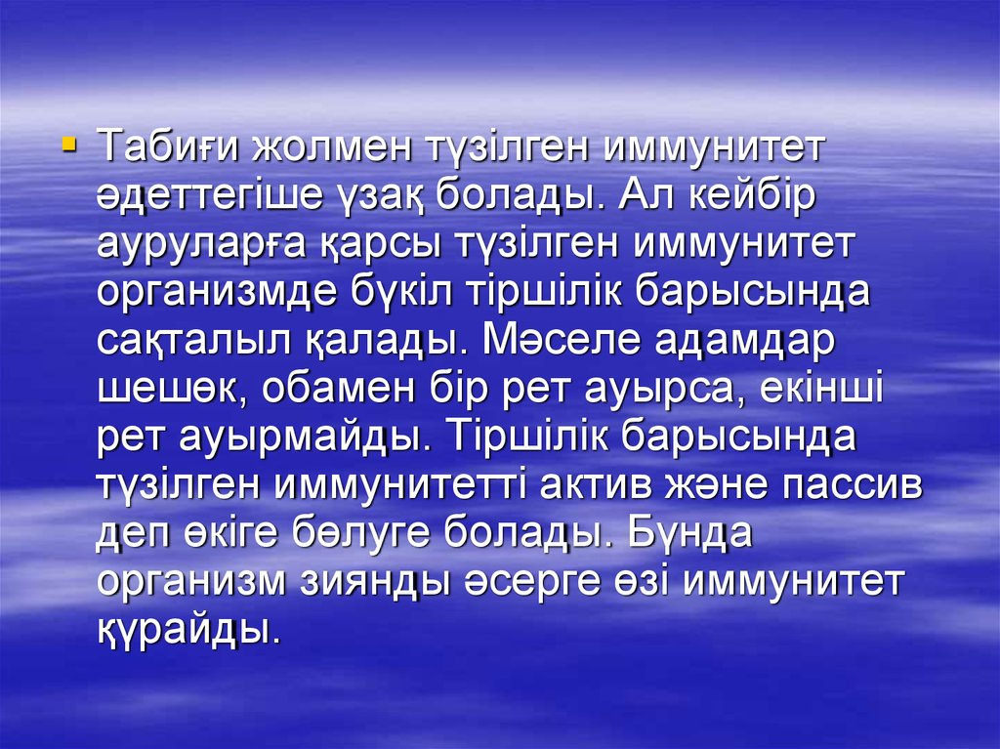 Табиғи жолмен түзілген иммунитет
әдеттегіше үзақ болады. Ал кейбір
ауруларға қарсы түзілген иммунитет
организмде бүкіл тіршілік барысында
сақталыл қалады. Мәселе адамдар
шешөк, обамен бір рет ауырса, екінші
рет ауырмайды. Тіршілік барысында
түзілген иммунитетті актив және пассив
деп өкіге бөлуге болады. Бүнда
организм зиянды әсерге өзі иммунитет
құрайды.